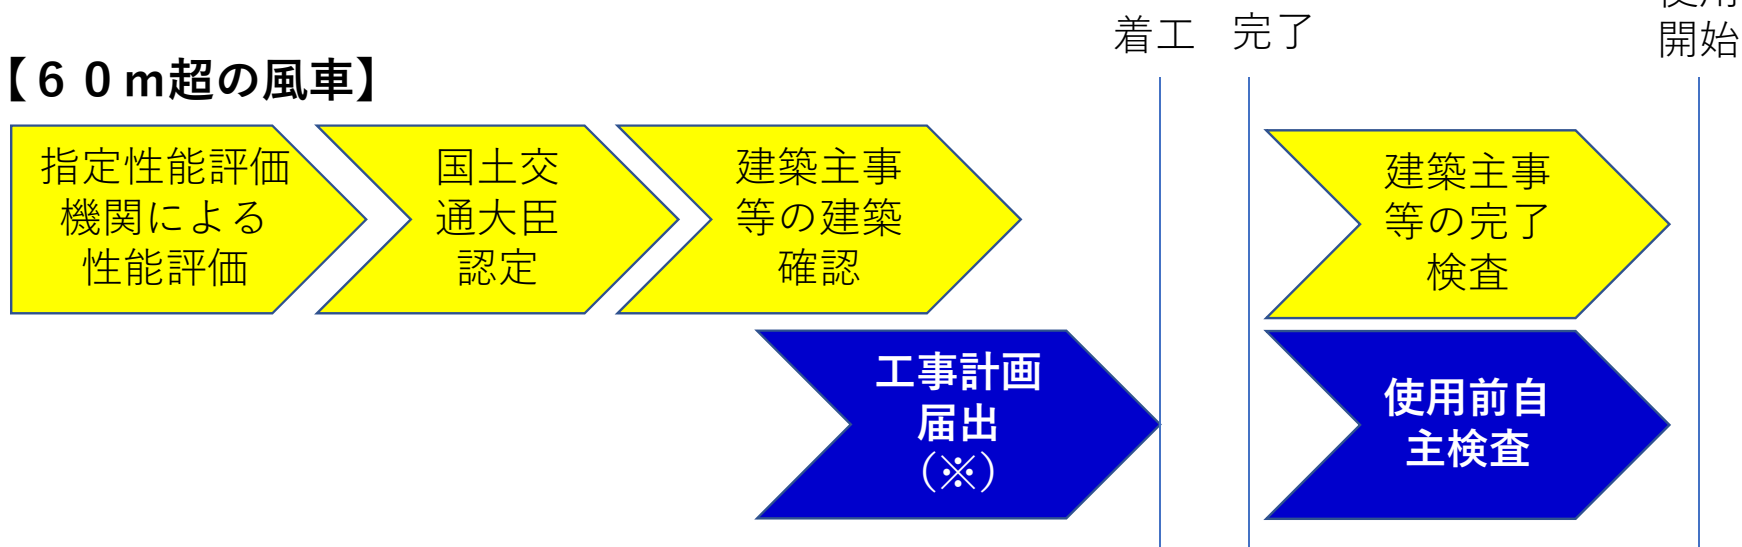 着工
完了
開始
【６０ｍ超の風車】
指定性能評価
機関による
性能評価
国土交
通大臣
認定
建築主事
等の建築
確認
建築主事
等の完了
検査
工事計画
届出
（※）
使用前自
主検査